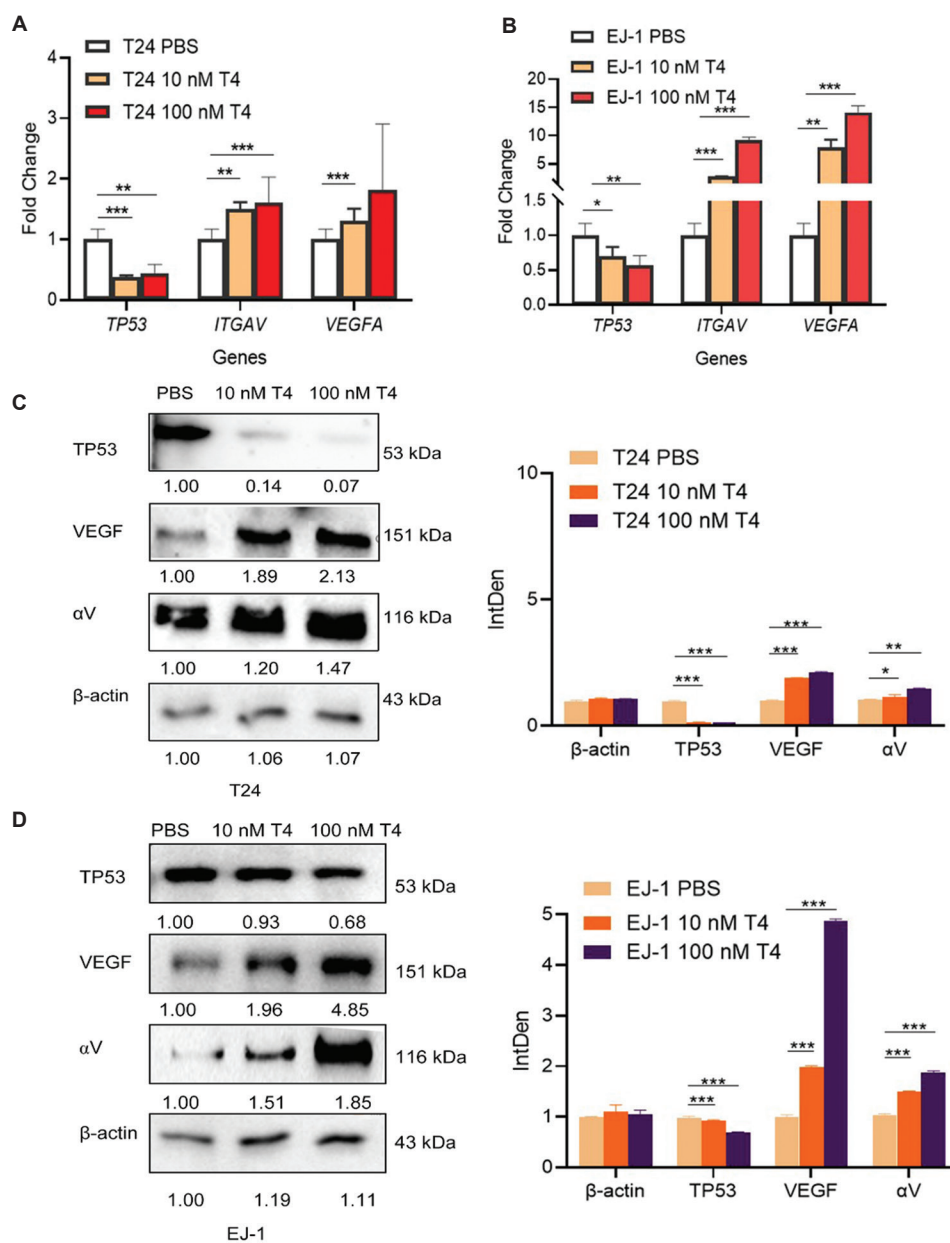 A
T24 PBS
T24 10 nM T4
T24 100 nM T4
Fold Change
4
3
2
1
0
** *** ** *** ***
TP53 ITGAV VEGFA
Genes
B
EJ-1 PBS
EJ-1 10 nM T4
EJ-1 100 nM T4
Fold Change
20
15
10
5
1.5
1.0
0.5
0.0
** * *** *** *** **
TP53 ITGAV VEGFA
Genes
C
PBS 10 nM T4 100 nM T4
TP53 53 kDa
1.00 0.14 0.07
VEGF 151 kDa
1.00 1.89 2.13
αV 116 kDa
1.00 1.20 1.47
β-actin 43 kDa
1.00 1.06 1.07
T24
T24 PBS
T24 10 nM T4
T24 100 nM T4
IntDen
10
5
0
*** *** *** *** ** *
β-actin TP53 VEGF αV
D
PBS 10 nM T4 100 nM T4
TP53 53 kDa
1.00 0.93 0.68
VEGF 151 kDa
1.00 1.96 4.85
αV 116 kDa
1.00 1.51 1.85
β-actin 43 kDa
1.00 1.19 1.11
EJ-1
EJ-1 PBS
EJ-1 10 nM T4
EJ-1 100 nM T4
IntDen
5
4
3
2
1
0
*** *** *** *** *** ***
β-actin TP53 VEGF αV